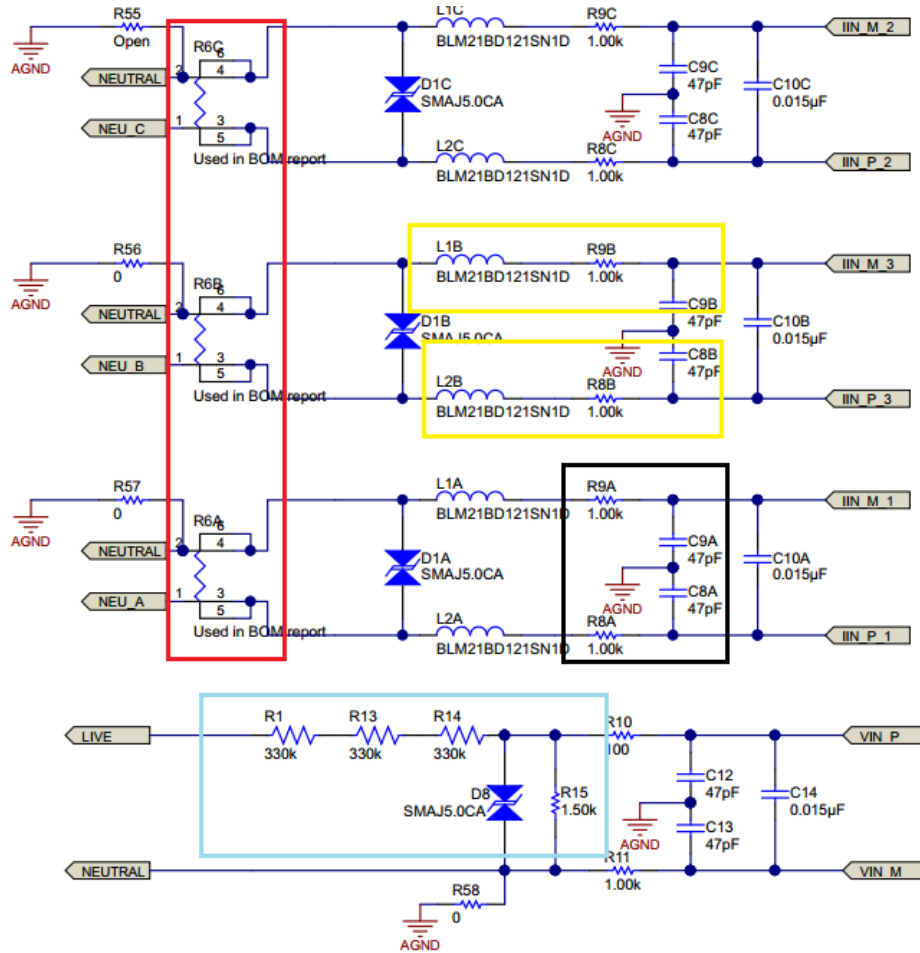 L1C
R55
R9C
Open
R6C
BLM21BD121SN1D
1.00k
IIN_M_2
6
AGND
NEUTRAL
2
4
C9C
47pF
D1C
SMAJ5.0CA
C10C
0.015µF
NEU_C
1
3
AGND
C8C
47pF
5
L2C
R8C
Used in BOM report
BLM21BD121SN1D
1.00k
IIN_P_2
R56
L1B
R9B
0
R6B
BLM21BD121SN1D
1.00k
IIN_M_3
6
AGND
NEUTRAL
2
4
C9B
47pF
D1B
SMAJ5.0CA
C10B
0.015µF
NEU_B
1
3
AGND
C8B
47pF
5
L2B
R8B
Used in BOM report
BLM21BD121SN1D
1.00k
IIN_P_3
R57
L1A
R9A
0
R6A
BLM21BD121SN1D
1.00k
IIN_M_1
6
AGND
NEUTRAL
2
4
C9A
47pF
D1A
SMAJ5.0CA
C10A
0.015µF
NEU_A
1
3
AGND
C8A
47pF
5
L2A
R8A
Used in BOM report
BLM21BD121SN1D
1.00k
IIN_P_1
R1
R13
R14
R10
LIVE
330k
330k
330k
100
VIN_P
C12
47pF
D8
SMAJ5.0CA
R15
1.50k
C14
0.015µF
AGND
C13
47pF
R11
NEUTRAL
1.00k
VIN_M
R58
0
AGND